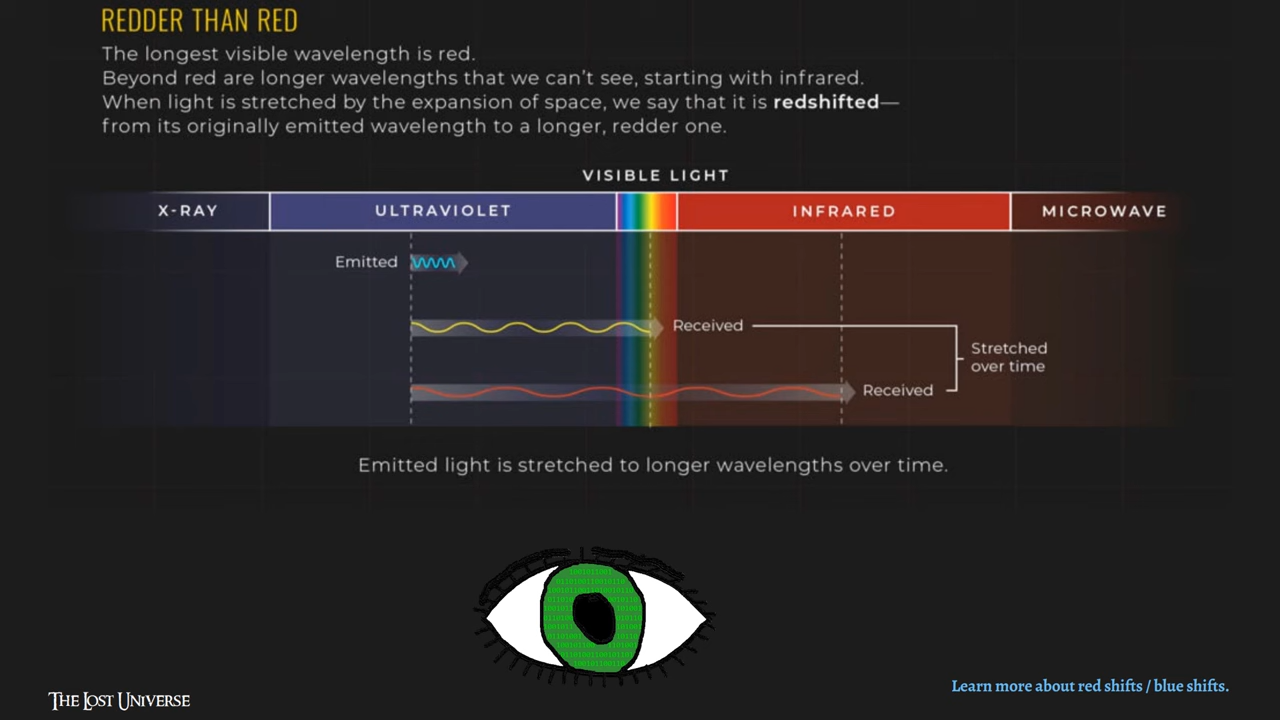 REDDER THAN RED
The longest visible wavelength is red.
Beyond red are longer wavelengths that we can't see, starting with infrared.
When light is stretched by the expansion of space, we say that it is redshifted—
from its originally emitted wavelength to a longer, redder one.
VISIBLE LIGHT
X-RAY
ULTRAVIOLET
INFRARED
MICROWAVE
Emitted
Received
Stretched
over time
Received
Emitted light is stretched to longer wavelengths over time.
Learn more about red shifts / blue shifts.
THE LOST UNIVERSE